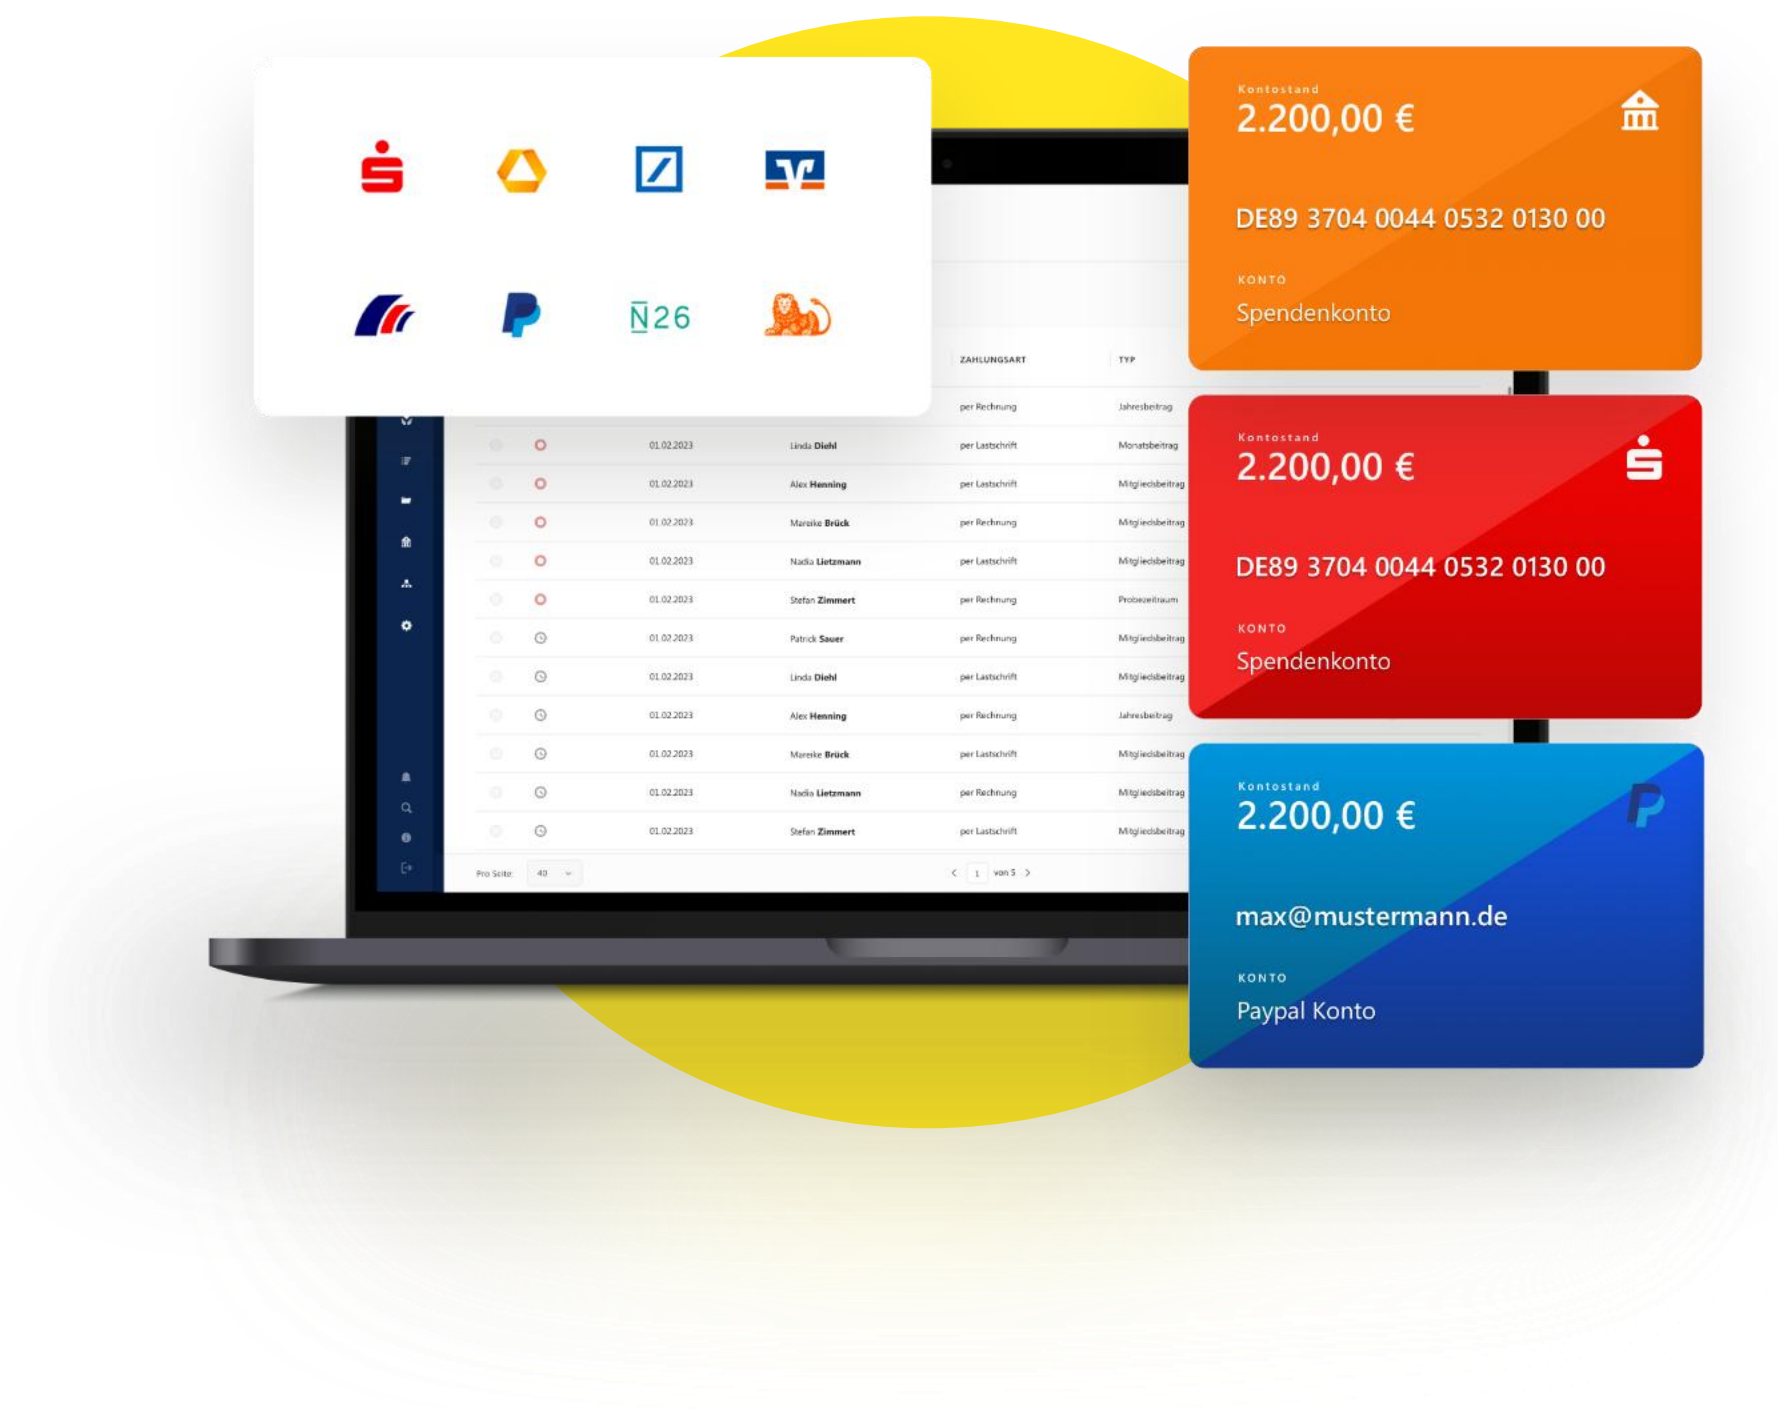 N26
ZAHLUNGSART TYP
per Rechnung Jahresbeitrag
01.02.2023 Linda Diehl per Lastschrift Monatsbeitrag
01.02.2023 Alex Henning per Lastschrift Mitgliedsbeitrag
01.02.2023 Mareike Brück per Rechnung Mitgliedsbeitrag
01.02.2023 Nadia Lietzmann per Lastschrift Mitgliedsbeitrag
01.02.2023 Stefan Zimmert per Rechnung Probezeitraum
01.02.2023 Patrick Sauer per Rechnung Mitgliedsbeitrag
01.02.2023 Linda Diehl per Lastschrift Mitgliedsbeitrag
01.02.2023 Alex Henning per Rechnung Jahresbeitrag
01.02.2023 Mareike Brück per Lastschrift Mitgliedsbeitrag
01.02.2023 Nadia Lietzmann per Rechnung Mitgliedsbeitrag
01.02.2023 Stefan Zimmert per Lastschrift Mitgliedsbeitrag
Pro Seite: 40 1 von 5
Kontostand
2.200,00 €
DE89 3704 0044 0532 0130 00
KONTO
Spendenkonto
Kontostand
2.200,00 €
DE89 3704 0044 0532 0130 00
KONTO
Spendenkonto
Kontostand
2.200,00 €
max@mustermann.de
KONTO
Paypal Konto